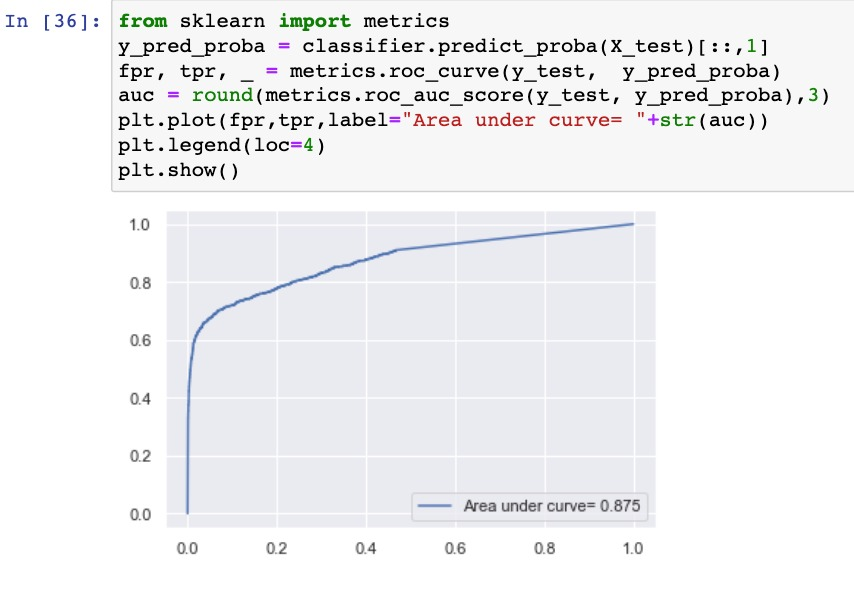 In [36]: from sklearn import metrics
y_pred_proba = classifier.predict_proba(X_test)[::,1]
fpr, tpr, _ = metrics.roc_curve(y_test,  y_pred_proba)
auc = round(metrics.roc_auc_score(y_test, y_pred_proba),3)
plt.plot(fpr,tpr,label="Area under curve= "+str(auc))
plt.legend(loc=4)
plt.show()
1.0
0.8
0.6
0.4
0.2
0.0
Area under curve= 0.875
0.0 0.2 0.4 0.6 0.8 1.0